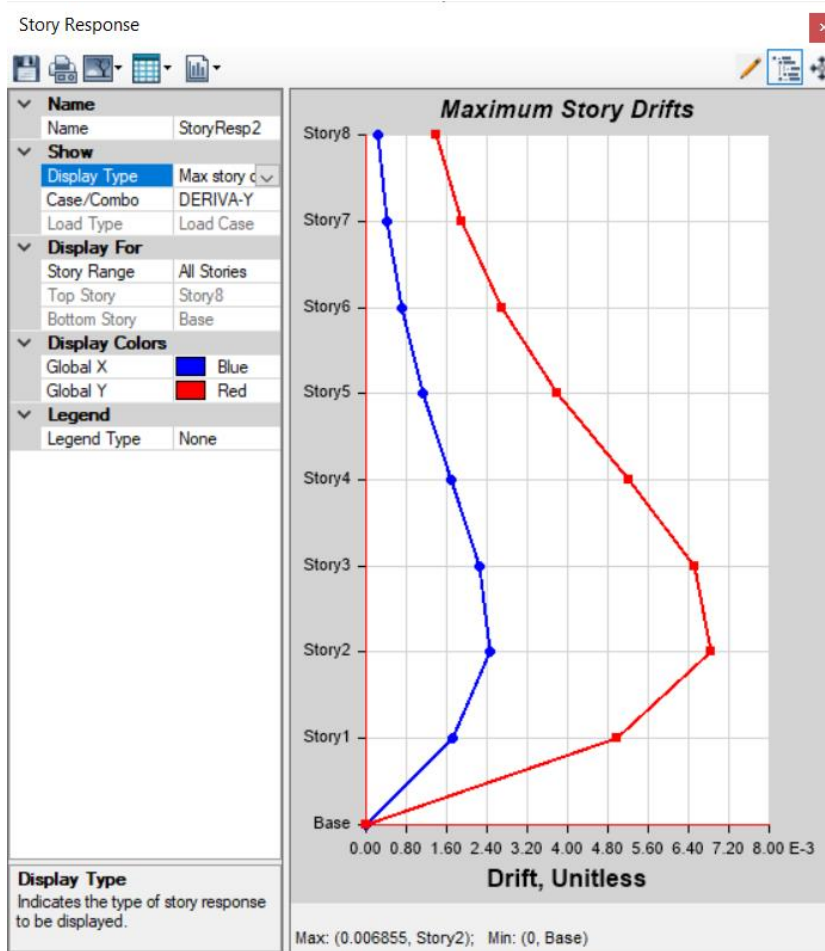 Story Response
Name
Name StoryResp2
Show
Display Type Max story d
Case/Combo DERIVA-Y
Load Type Load Case
Display For
Story Range All Stories
Top Story Story8
Bottom Story Base
Display Colors
Global X Blue
Global Y Red
Legend
Legend Type None
Display Type
Indicates the type of story response
to be displayed.
Maximum Story Drifts
Story8
Story7
Story6
Story5
Story4
Story3
Story2
Story1
Base
0.00 0.80 1.60 2.40 3.20 4.00 4.80 5.60 6.40 7.20 8.00 E-3
Drift, Unitless
Max: (0.006855, Story2); Min: (0, Base)